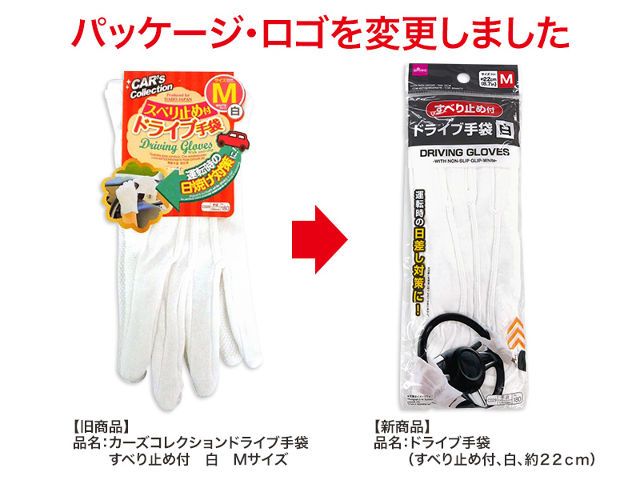 パッケージ・ロゴを変更しました
CAR's
Collection
M
白
スベリ止め付
ドライブ手袋
Driving Gloves
運転時の
日焼け対策に
M
すべり止め付
ドライブ手袋 白
DRIVING GLOVES
-WITH NON-SLIP GLIP-White-
運転時の日差し対策に!
【旧商品】
品名:カーズコレクションドライブ手袋
すべり止め付 白 Mサイズ
【新商品】
品名:ドライブ手袋
(すべり止め付、白、約22cm)